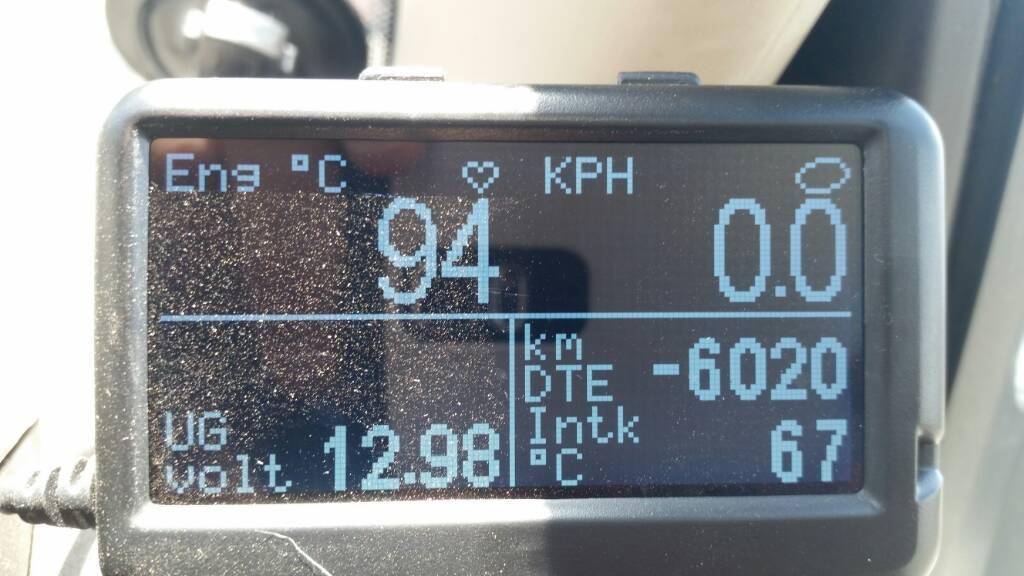 Eng °C KPH
94 0.0
km
DTE -6020
UG
volt 12.98
Intk
°C 67